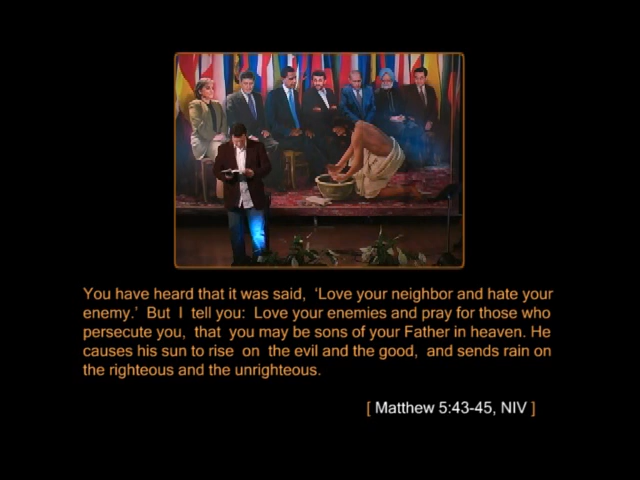 You have heard that it was said, 'Love your neighbor and hate your
enemy.' But I tell you: Love your enemies and pray for those who
persecute you, that you may be sons of your Father in heaven. He
causes his sun to rise on the evil and the good, and sends rain on
the righteous and the unrighteous.
[ Matthew 5:43-45, NIV ]